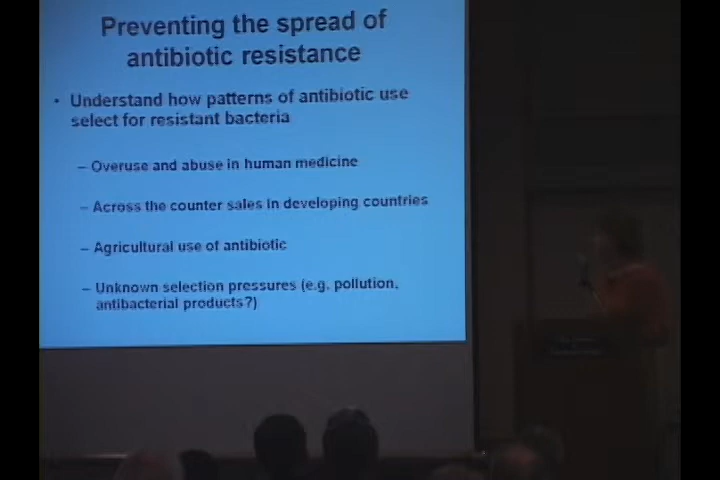 Preventing the spread of
antibiotic resistance
• Understand how patterns of antibiotic use
select for resistant bacteria
– Overuse and abuse in human medicine
– Across the counter sales in developing countries
– Agricultural use of antibiotic
– Unknown selection pressures (e.g. pollution,
antibacterial products?)